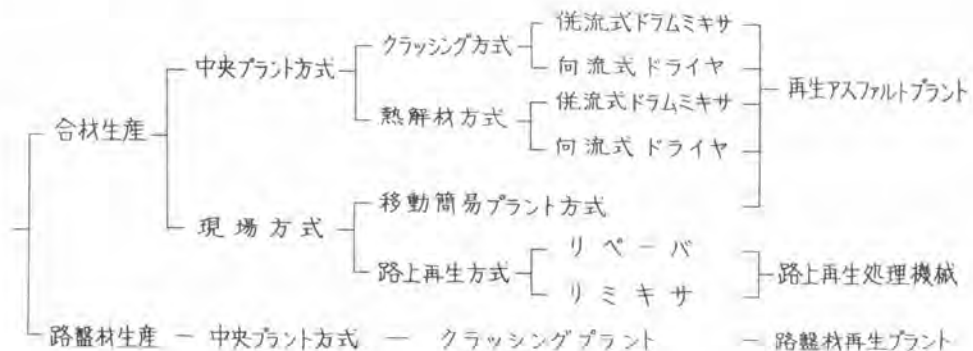 合材生産
中央プラント方式
クラッシング方式
併流式ドラムミキサ
向流式ドライヤ
熱解材方式
併流式ドラムミキサ
向流式ドライヤ
再生アスファルトプラント
現場方式
移動簡易プラント方式
路上再生方式
リペーバ
リミキサ
路上再生処理機械
路盤材生産
中央プラント方式
クラッシングプラント
路盤材再生プラント